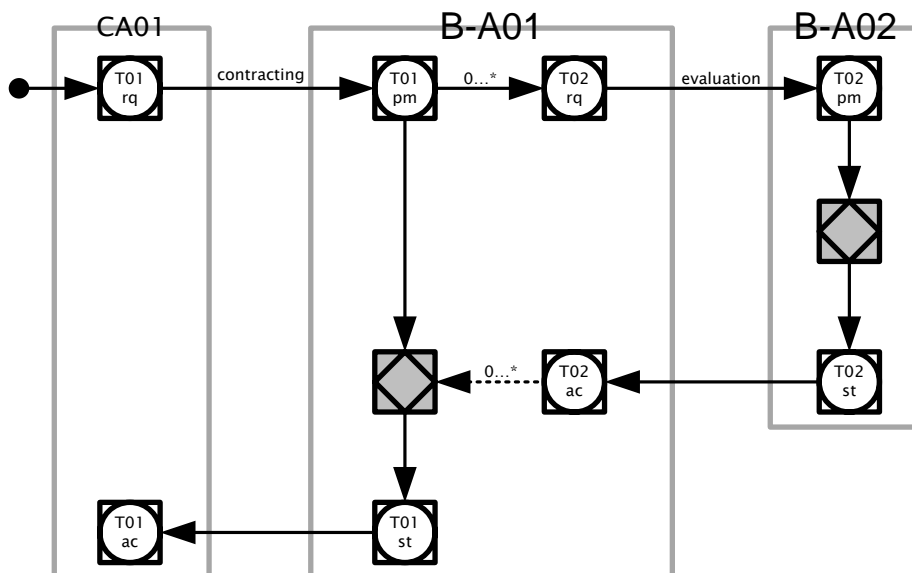 CA01
B-A01
B-A02
T01
rq
contracting
T01
pm
0...*
T02
rq
evaluation
T02
pm
0...*
T02
ac
T02
st
T01
ac
T01
st